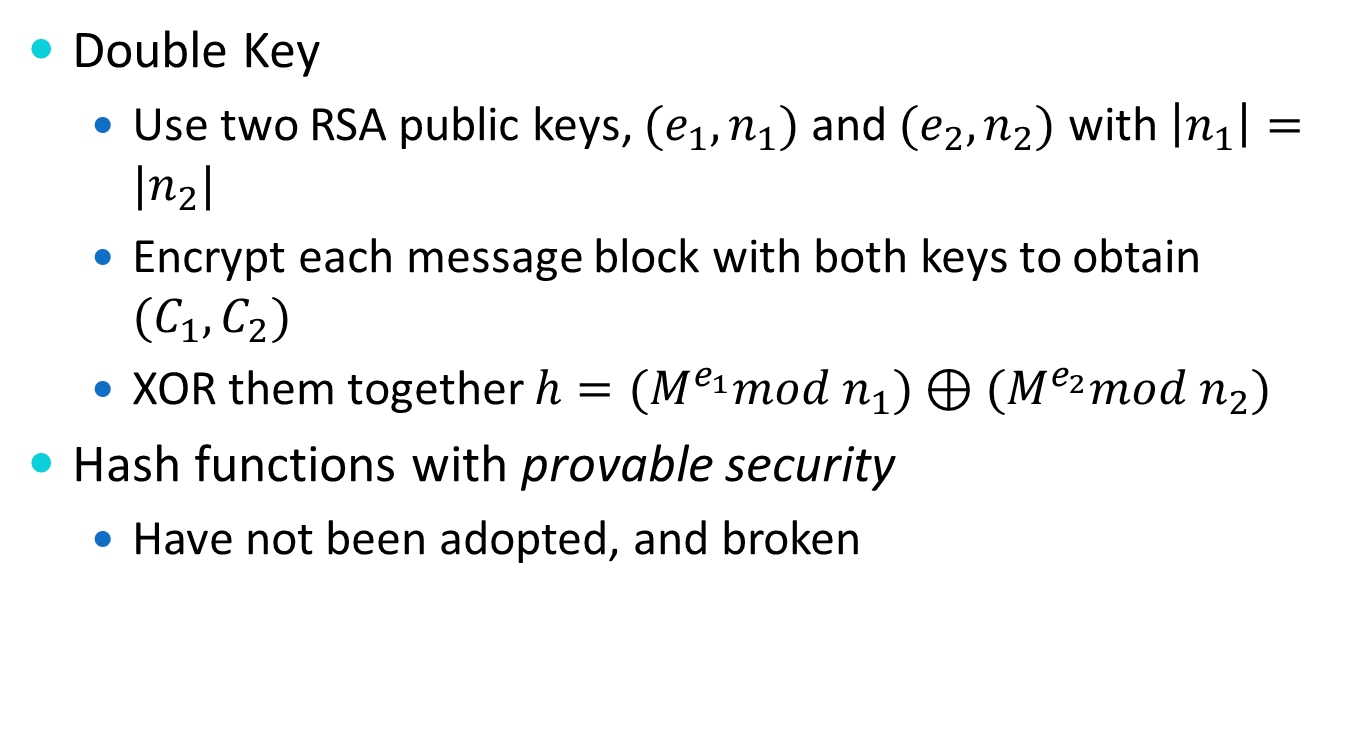 Double Key
Use two RSA public keys, (e₁, n₁) and (e₂, n₂) with |n₁| =
|n₂|
Encrypt each message block with both keys to obtain
(C₁, C₂)
XOR them together h = (M^e₁ mod n₁) ⊕ (M^e₂ mod n₂)
Hash functions with provable security
Have not been adopted, and broken